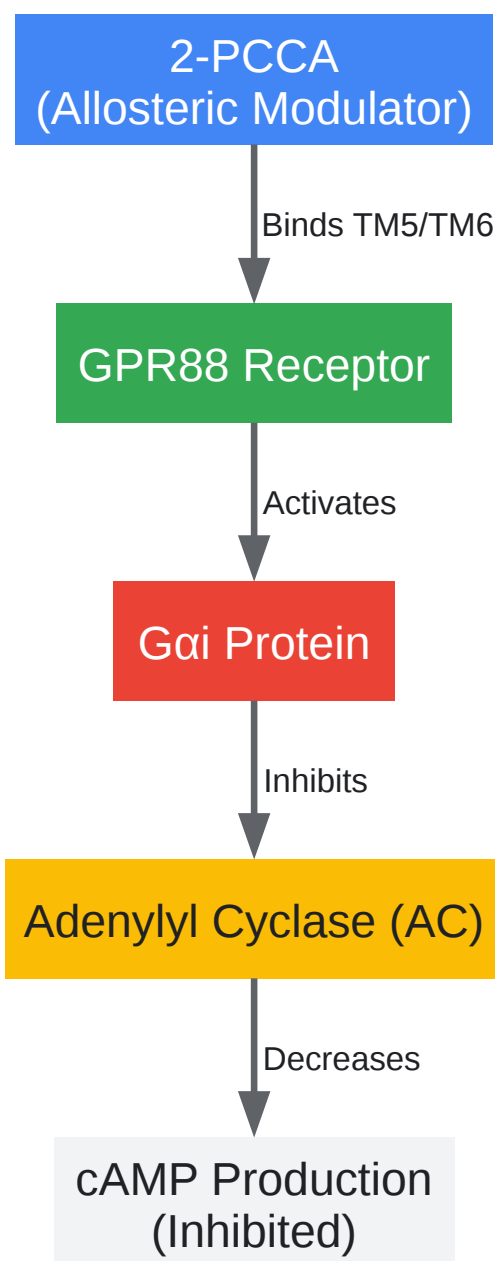 2-PCCA
(Allosteric Modulator)
Binds TM5/TM6
GPR88 Receptor
Activates
Gαi Protein
Inhibits
Adenylyl Cyclase (AC)
Decreases
cAMP Production
(Inhibited)